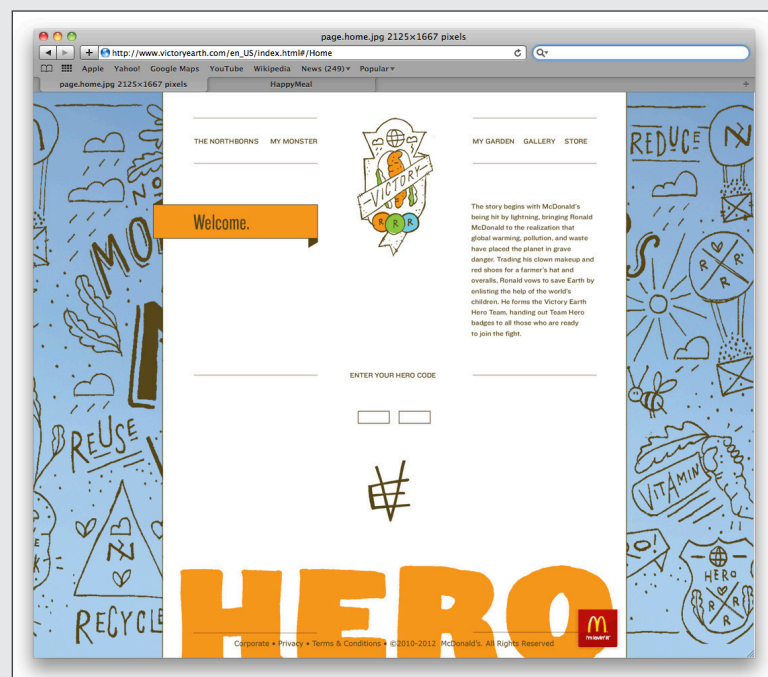 page.home.jpg 2125×1667 pixels
http://www.victoryearth.com/en_US/index.html#/Home
Apple Yahoo! Google Maps YouTube Wikipedia News (249) Popular
page.home.jpg 2125×1667 pixels
HappyMeal
THE NORTHBORNS MY MONSTER
MY GARDEN GALLERY STORE
VICTORY
R R R
Welcome.
The story begins with McDonald's
being hit by lightning, bringing Ronald
McDonald to the realization that
global warming, pollution, and waste
have placed the planet in grave
danger. Trading his clown makeup and
red shoes for a farmer's hat and
overalls, Ronald vows to save Earth by
enlisting the help of the world's
children. He forms the Victory Earth
Hero Team, handing out Team Hero
badges to all those who are ready
to join the fight.
ENTER YOUR HERO CODE
HERO
Corporate • Privacy • Terms & Conditions • ©2010-2012 McDonald's. All Rights Reserved
i'm lovin' it
REUSE
RECYCLE
REDUCE
R R
VITAMIN
HERO
R R